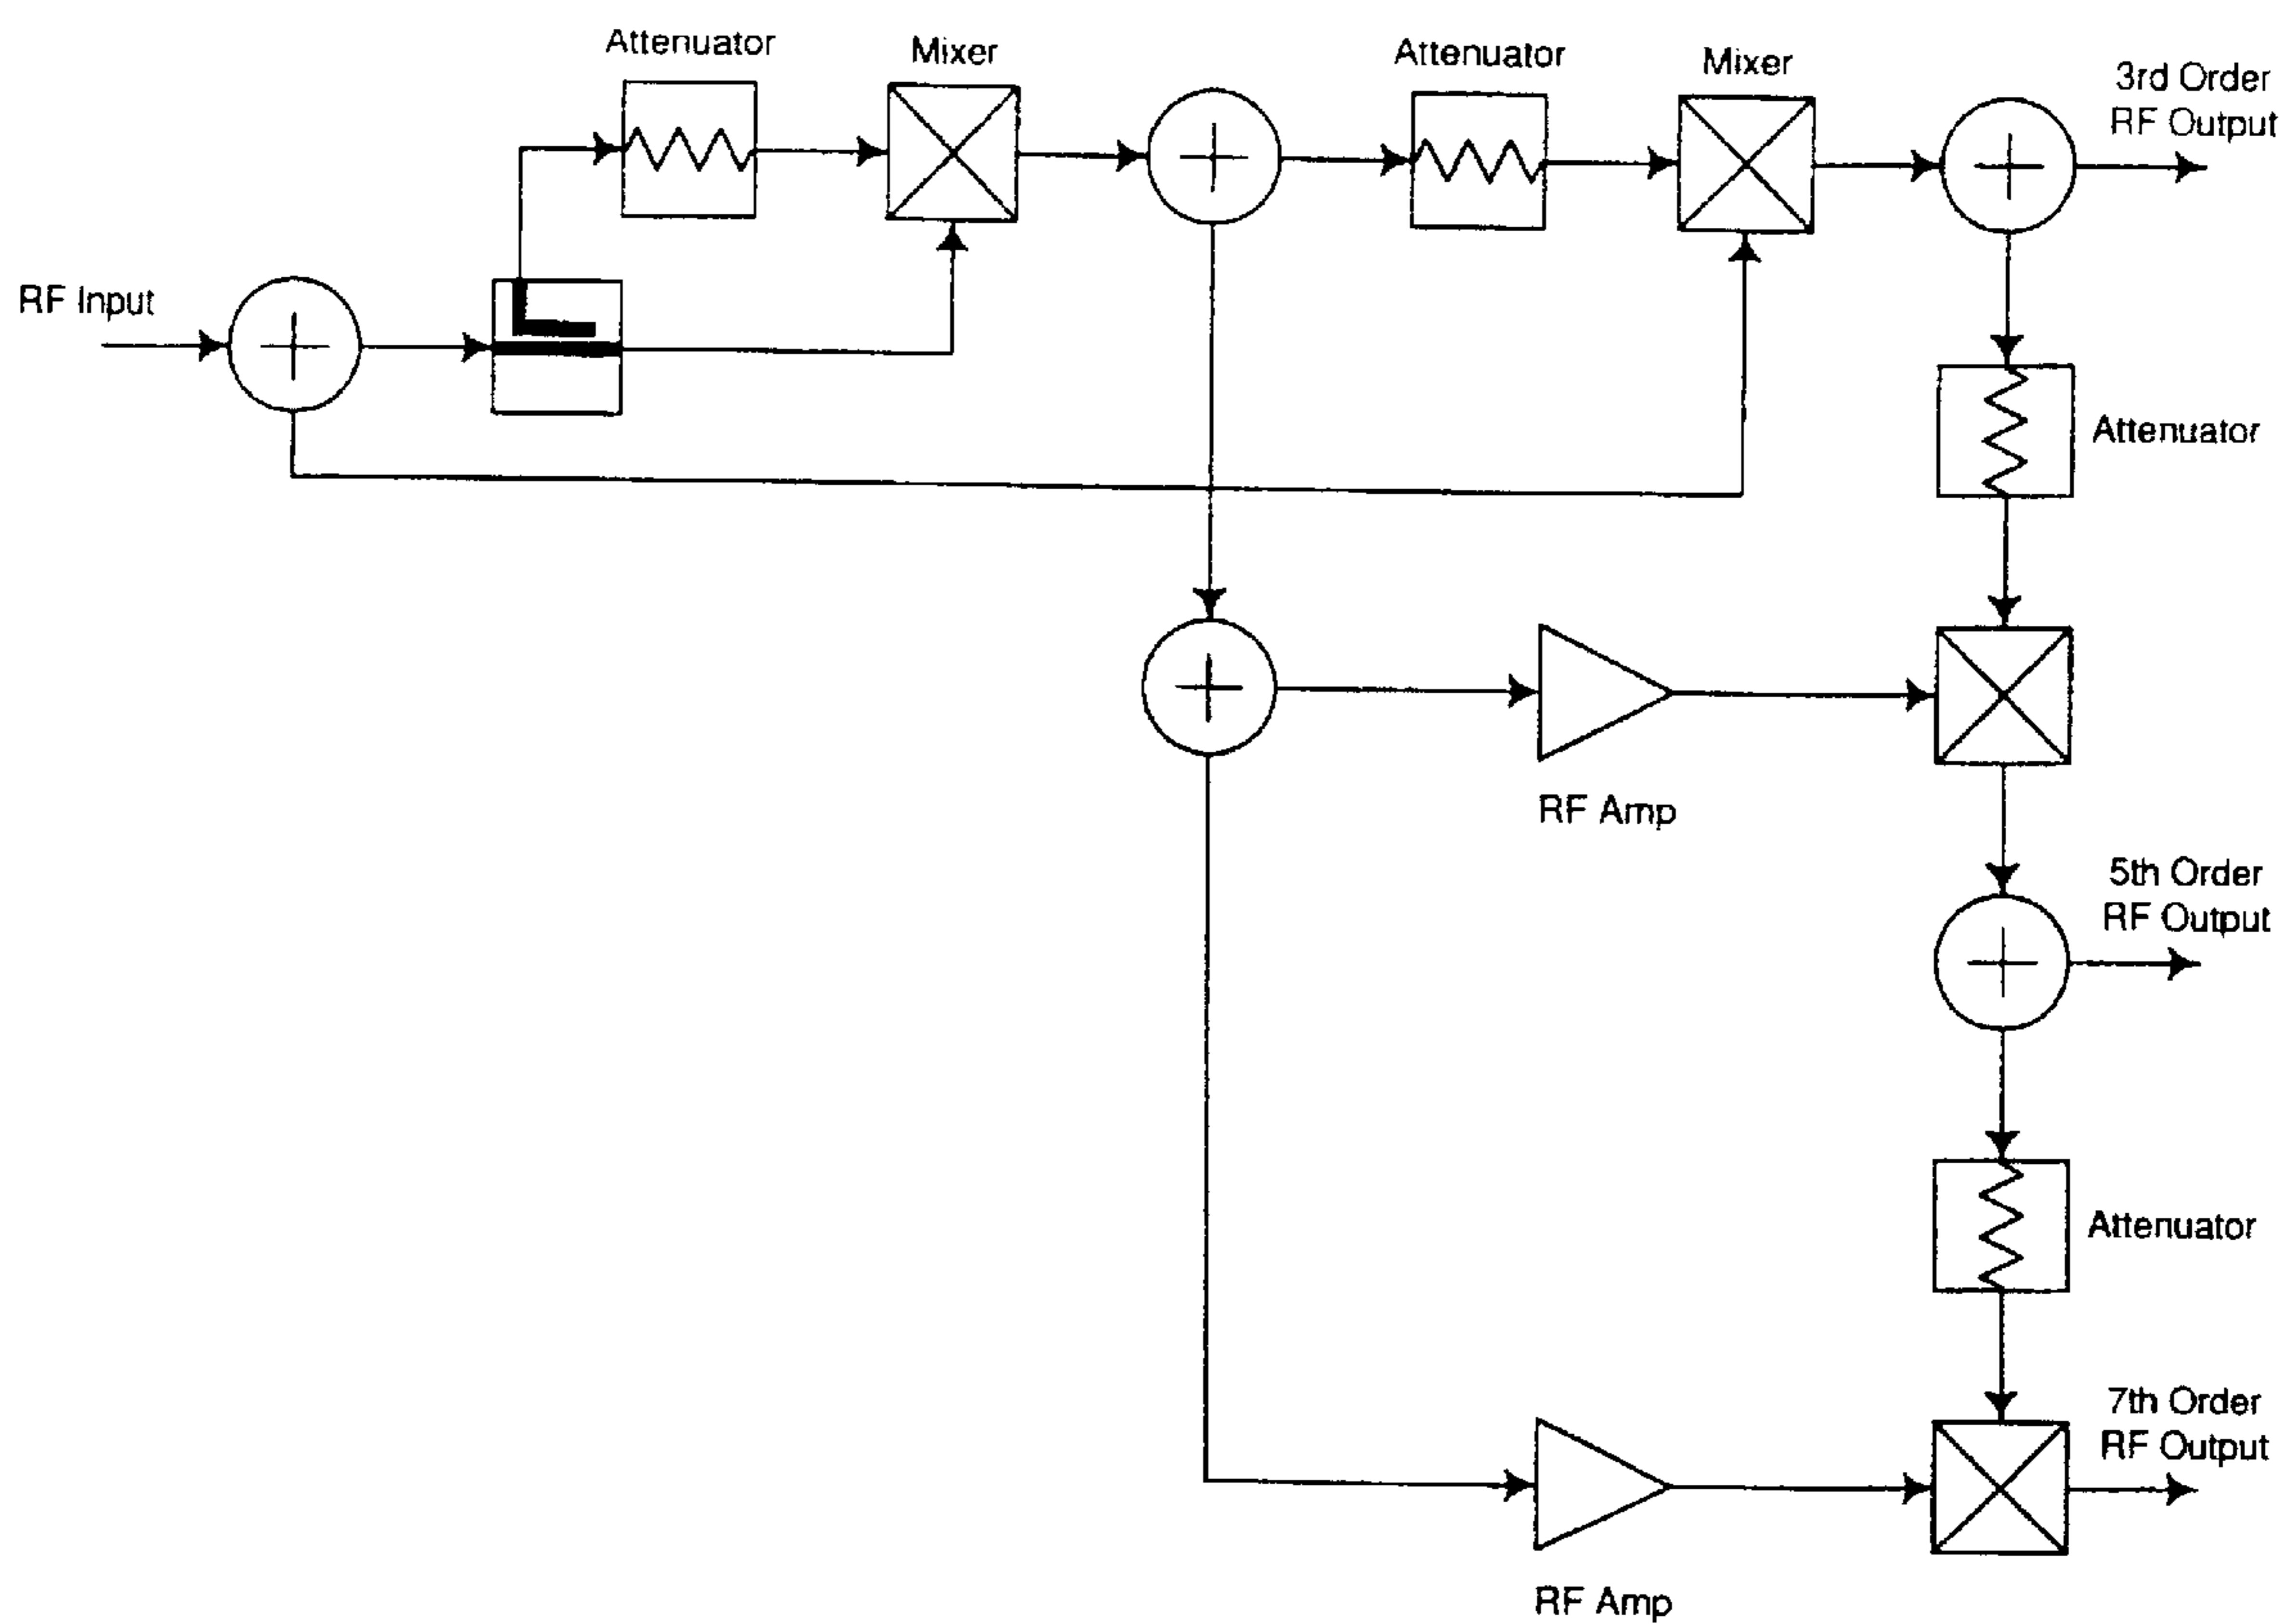 Attenuator
Mixer
Attenuator
Mixer
3rd Order
RF Output
RF Input
Attenuator
RF Amp
5th Order
RF Output
Attenuator
7th Order
RF Output
RF Amp